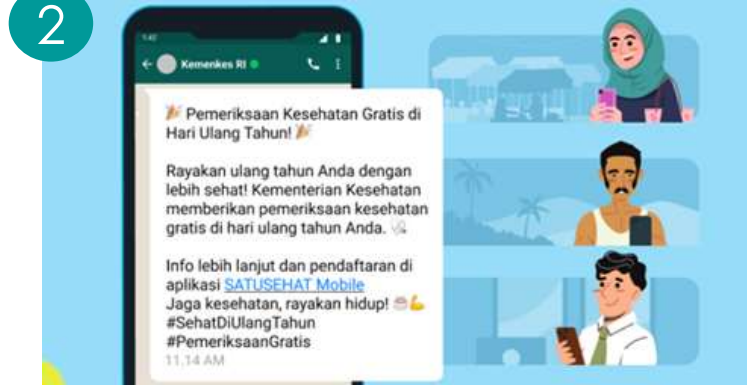 2
1:40
Kemenkes RI
🎉 Pemeriksaan Kesehatan Gratis di
Hari Ulang Tahun! 🎉
Rayakan ulang tahun Anda dengan
lebih sehat! Kementerian Kesehatan
memberikan pemeriksaan kesehatan
gratis di hari ulang tahun Anda. 🩺
Info lebih lanjut dan pendaftaran di
aplikasi SATUSEHAT Mobile
Jaga kesehatan, rayakan hidup! 🎂💪
#SehatDiUlangTahun
#PemeriksaanGratis
11.14 AM